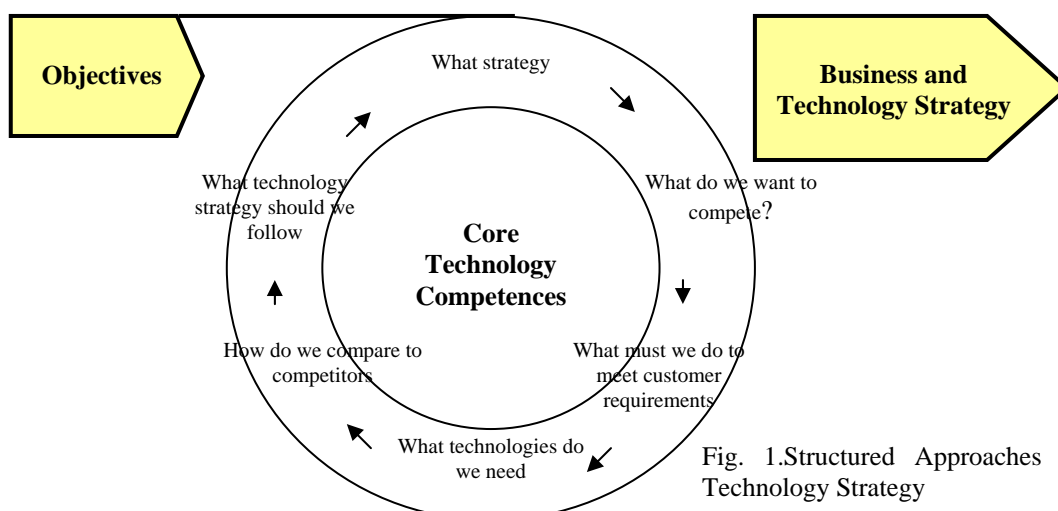 Objectives
What strategy
Business and
Technology Strategy
What do we want to
compete?
What must we do to
meet customer
requirements
What technologies do
we need
How do we compare to
competitors
What technology
strategy should we
follow
Core
Technology
Competences
Fig. 1.Structured Approaches
Technology Strategy